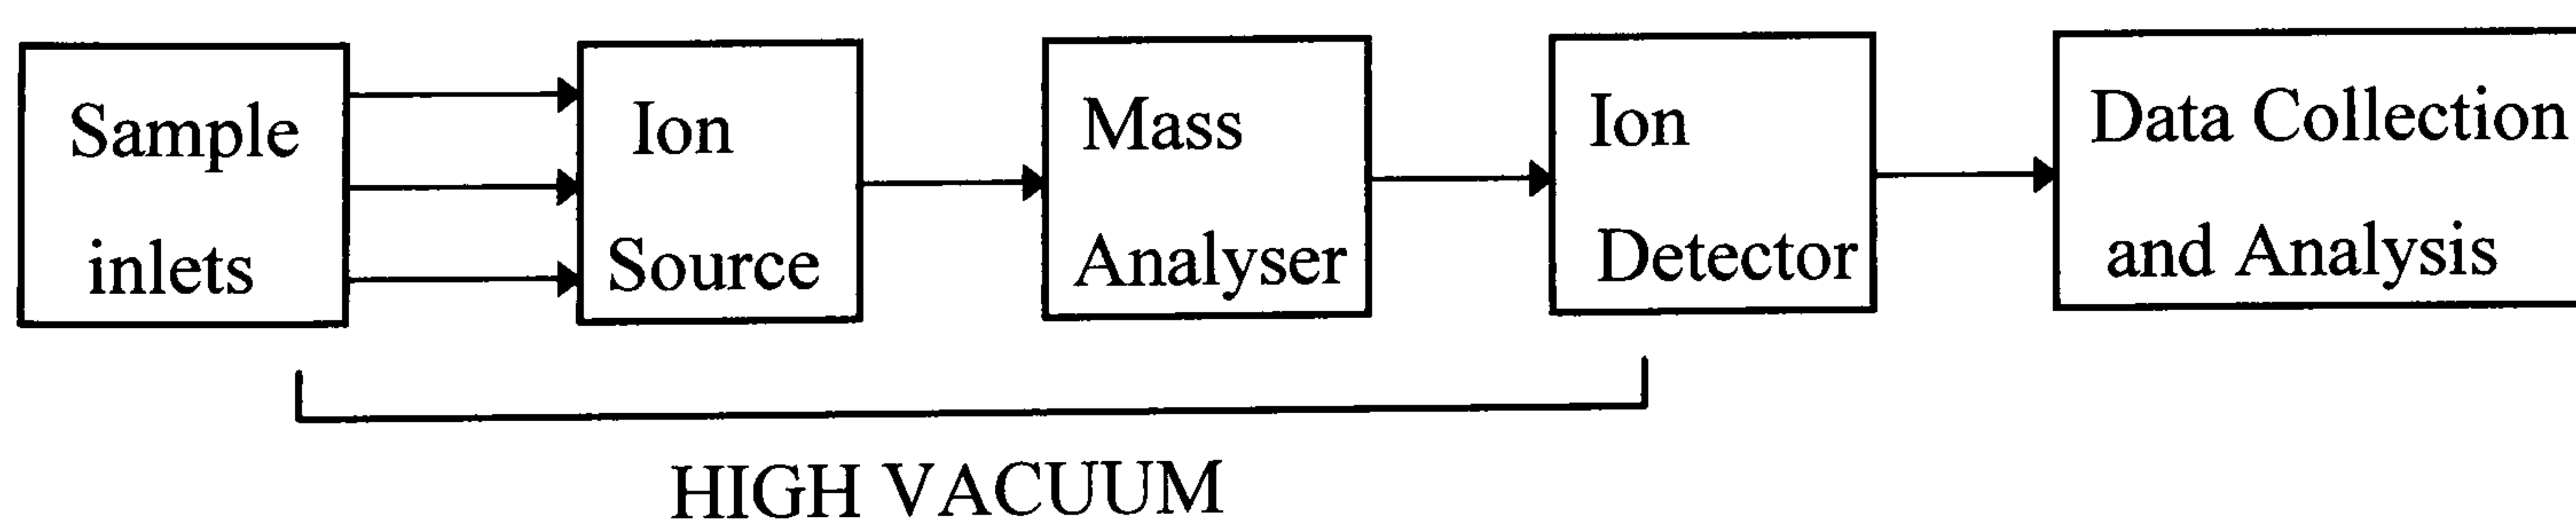 Sample
inlets
Ion
Source
Mass
Analyser
Ion
Detector
Data Collection
and Analysis
HIGH VACUUM